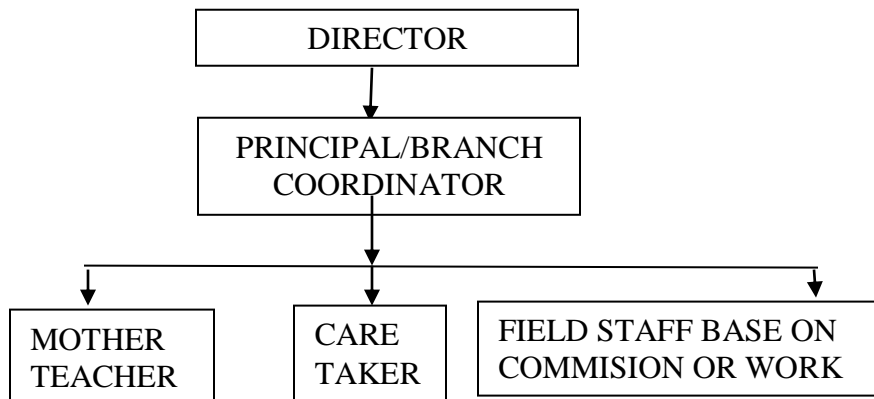 DIRECTOR
PRINCIPAL/BRANCH
COORDINATOR
MOTHER
TEACHER
CARE
TAKER
FIELD STAFF BASE ON
COMMISION OR WORK